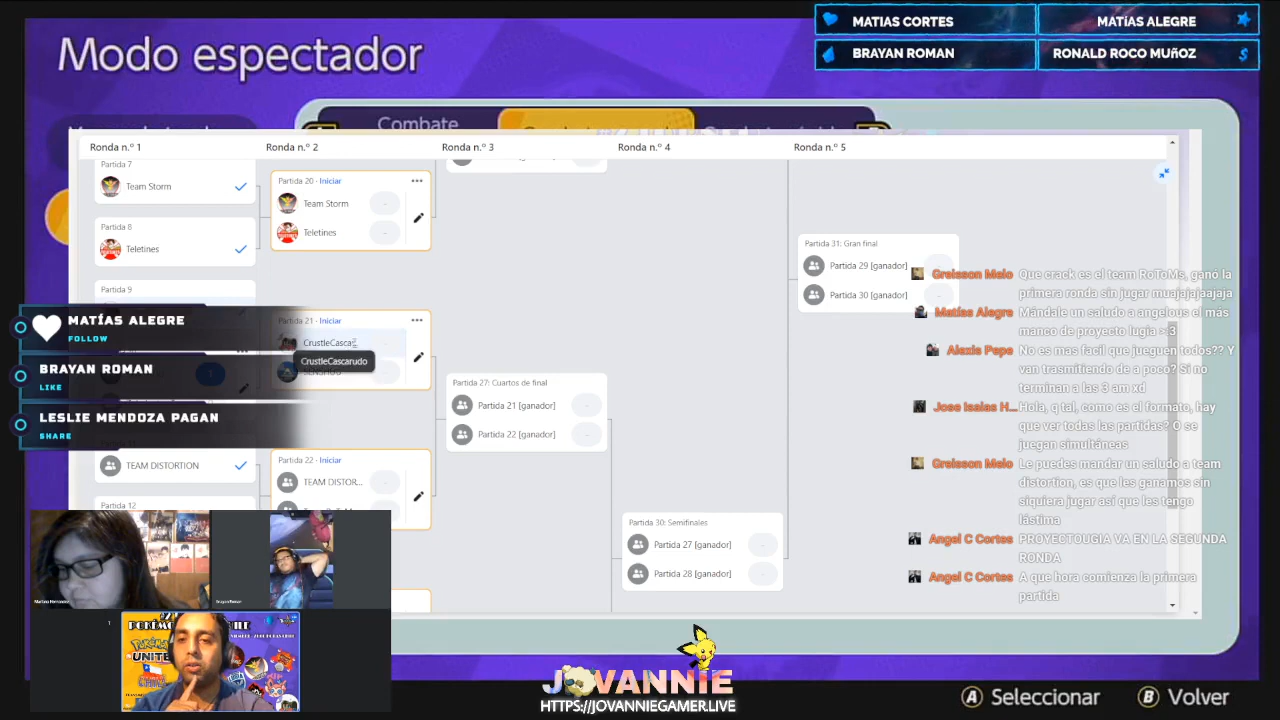 Modo espectador
MATIAS CORTES
MATÍAS ALEGRE
BRAYAN ROMAN
RONALD ROCO MUñOZ
Combate
Ronda n.º 1
Ronda n.º 2
Ronda n.º 3
Ronda n.º 4
Ronda n.º 5
Partida 7
Team Storm
Partida 8
Teletines
Partida 9
Partida 20 · Iniciar
Team Storm
Teletines
Partida 21 · Iniciar
CrustleCasca
CrustleCascarudo
TEAM DISTORTION
Partida 12
Partida 22 · Iniciar
TEAM DISTOR...
Partida 27: Cuartos de final
Partida 21 [ganador]
Partida 22 [ganador]
Partida 30: Semifinales
Partida 27 [ganador]
Partida 28 [ganador]
Partida 31: Gran final
Partida 29 [ganador]
Partida 30 [ganador]
MATÍAS ALEGRE
FOLLOW
BRAYAN ROMAN
LIKE
LESLIE MENDOZA PAGAN
SHARE
Greisson Melo Que crack es el team RoToMs, ganó la
primera ronda sin jugar muajajaaajaja
Matías Alegre Mándale un saludo a angelous el más
manco de proyecto lugia >:3
Alexis Pepo No es mas facil que jueguen todos?? Y
van trasmitiendo de a poco? Si no
terminan a las 3 am xd
Jose Isaias H... Hola, q tal, como es el formato, hay
que ver todas las partidas? O se
juegan simultáneas
Greisson Melo Le puedes mandar un saludo a team
distortion, es que les ganamos sin
siquiera jugar así que les tengo
lástima
Angel C Cortes PROYECTOUGIA VA EN LA SEGUNDA
RONDA
Angel C Cortes A que hora comienza la primera
partida
UNITE
JOVANNIE
HTTPS://JOVANNIEGAMER.LIVE
A Seleccionar
B Volver